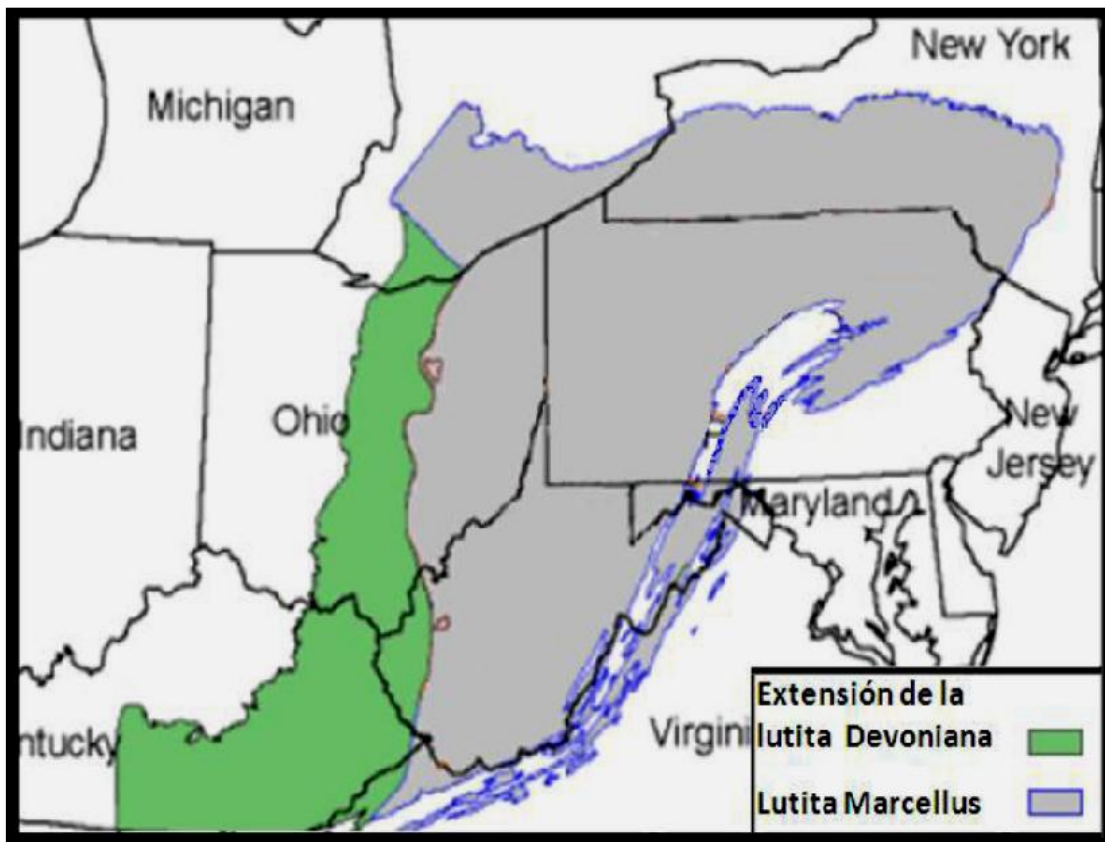 New York
Michigan
Ohio
Indiana
New
Jersey
Maryland
ntucky
Virgini
Extensión de la
lutita Devoniana
Lutita Marcellus